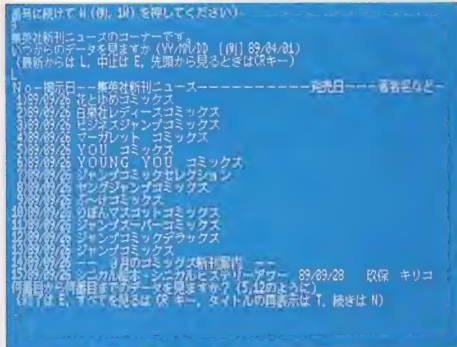 番号に続けて N(例, 1N) を押してください)
集英社新刊ニュースのコーナーです。
いつからのデータを見ますか (YY/MM/DD [例] 89/04/01)
(最新からは L, 中止は E, 先頭から見るときはCRキー)
L
No-掲示日--集英社新刊ニュース-----------発売日---著者名など-
1)89/09/26 花とゆめコミックス
2)89/09/26 白泉社レディースコミックス
3)89/09/26 ビジネスジャンプコミックス
4)89/09/26 マーガレット コミックス
5)89/09/26 YOU コミックス
6)89/09/26 YOUNG YOU コミックス
7)89/09/26 ジャンプコミックセレクション
8)89/09/26 ヤングジャンプコミックス
9)89/09/26 ぶ~けコミックス
10)89/09/26 りぼんマスコットコミックス
11)89/09/26 ジャンプスーパーコミックス
12)89/09/26 ジャンプコミックデラックス
13)89/09/26 ジャンプコミックス
14)89/09/26 月のコミックス新刊案内 --
15)89/09/26 シニカル絵本・シニカルヒステリーアワー 89/09/28 玖保 キリコ
何番目から何番目までのデータを見ますか? (5,12のように)
(終了は E, すべてを見るは CR キー, タイトルの再表示は T, 続きは N)